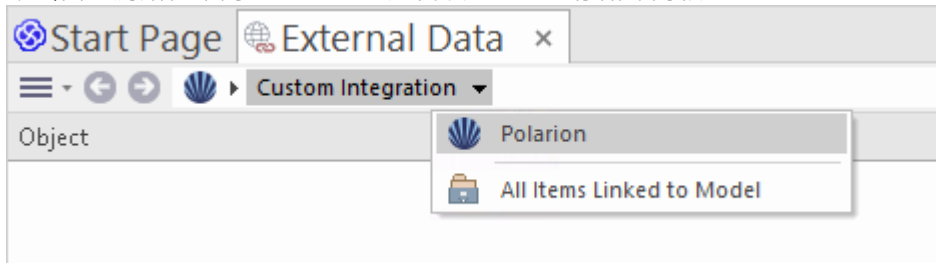 Start Page External Data ×
Custom Integration
Object
Polarion
All Items Linked to Model